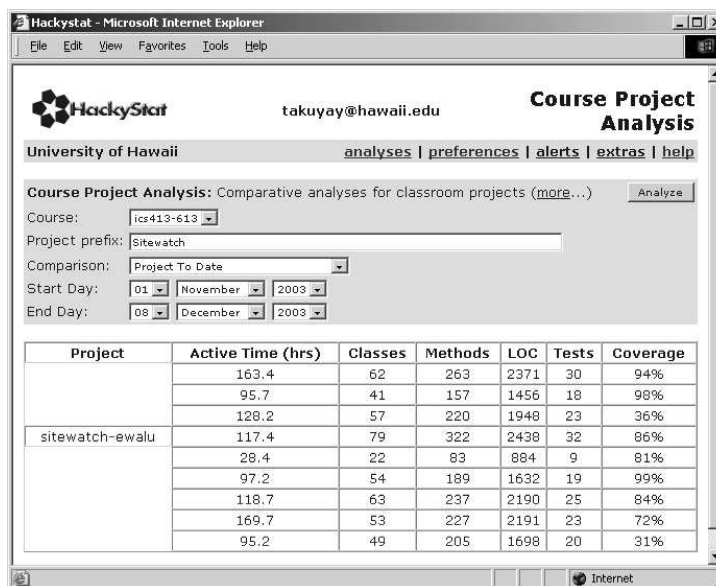 Hackystat - Microsoft Internet Explorer
File Edit View Favorites Tools Help
HackyStat
takuyay@hawaii.edu
Course Project
Analysis
University of Hawaii
analyses | preferences | alerts | extras | help
Course Project Analysis: Comparative analyses for classroom projects (more...) Analyze
Course: ics413-613
Project prefix: Sitewatch
Comparison: Project To Date
Start Day: 01 November 2003
End Day: 08 December 2003
Project Active Time (hrs) Classes Methods LOC Tests Coverage
163.4 62 263 2371 30 94%
95.7 41 157 1456 18 98%
128.2 57 220 1948 23 36%
sitewatch-ewalu 117.4 79 322 2438 32 86%
28.4 22 83 884 9 81%
97.2 54 189 1632 19 99%
118.7 63 237 2190 25 84%
169.7 53 227 2191 23 72%
95.2 49 205 1698 20 31%
Internet